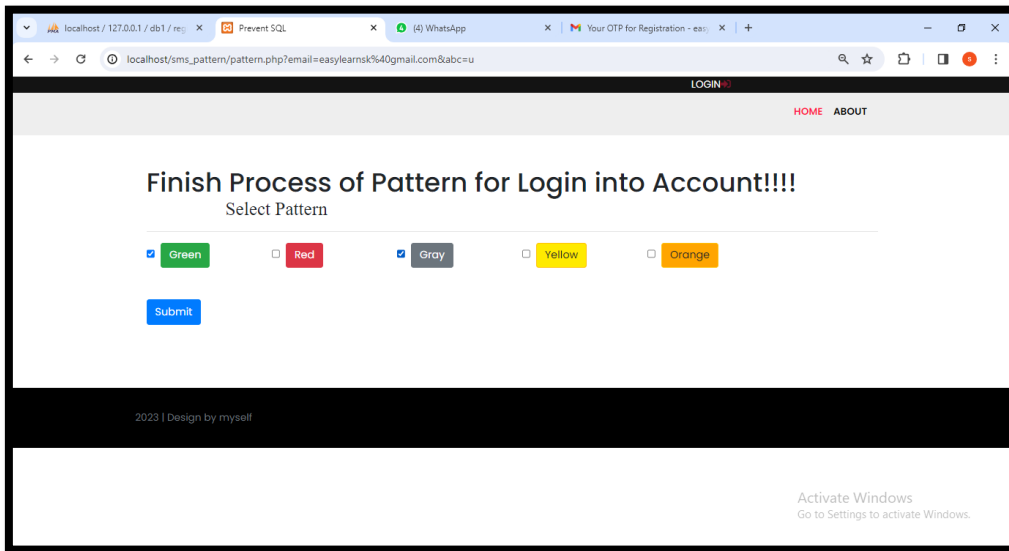 localhost / 127.0.0.1 / db1 / reg
Prevent SQL
(4) WhatsApp
Your OTP for Registration - easy
localhost/sms_pattern/pattern.php?email=easylearnsk%40gmail.com&abc=u
LOGIN
HOME ABOUT
Finish Process of Pattern for Login into Account!!!!
Select Pattern
Green Red Gray Yellow Orange
Submit
2023 | Design by myself
Activate Windows
Go to Settings to activate Windows.